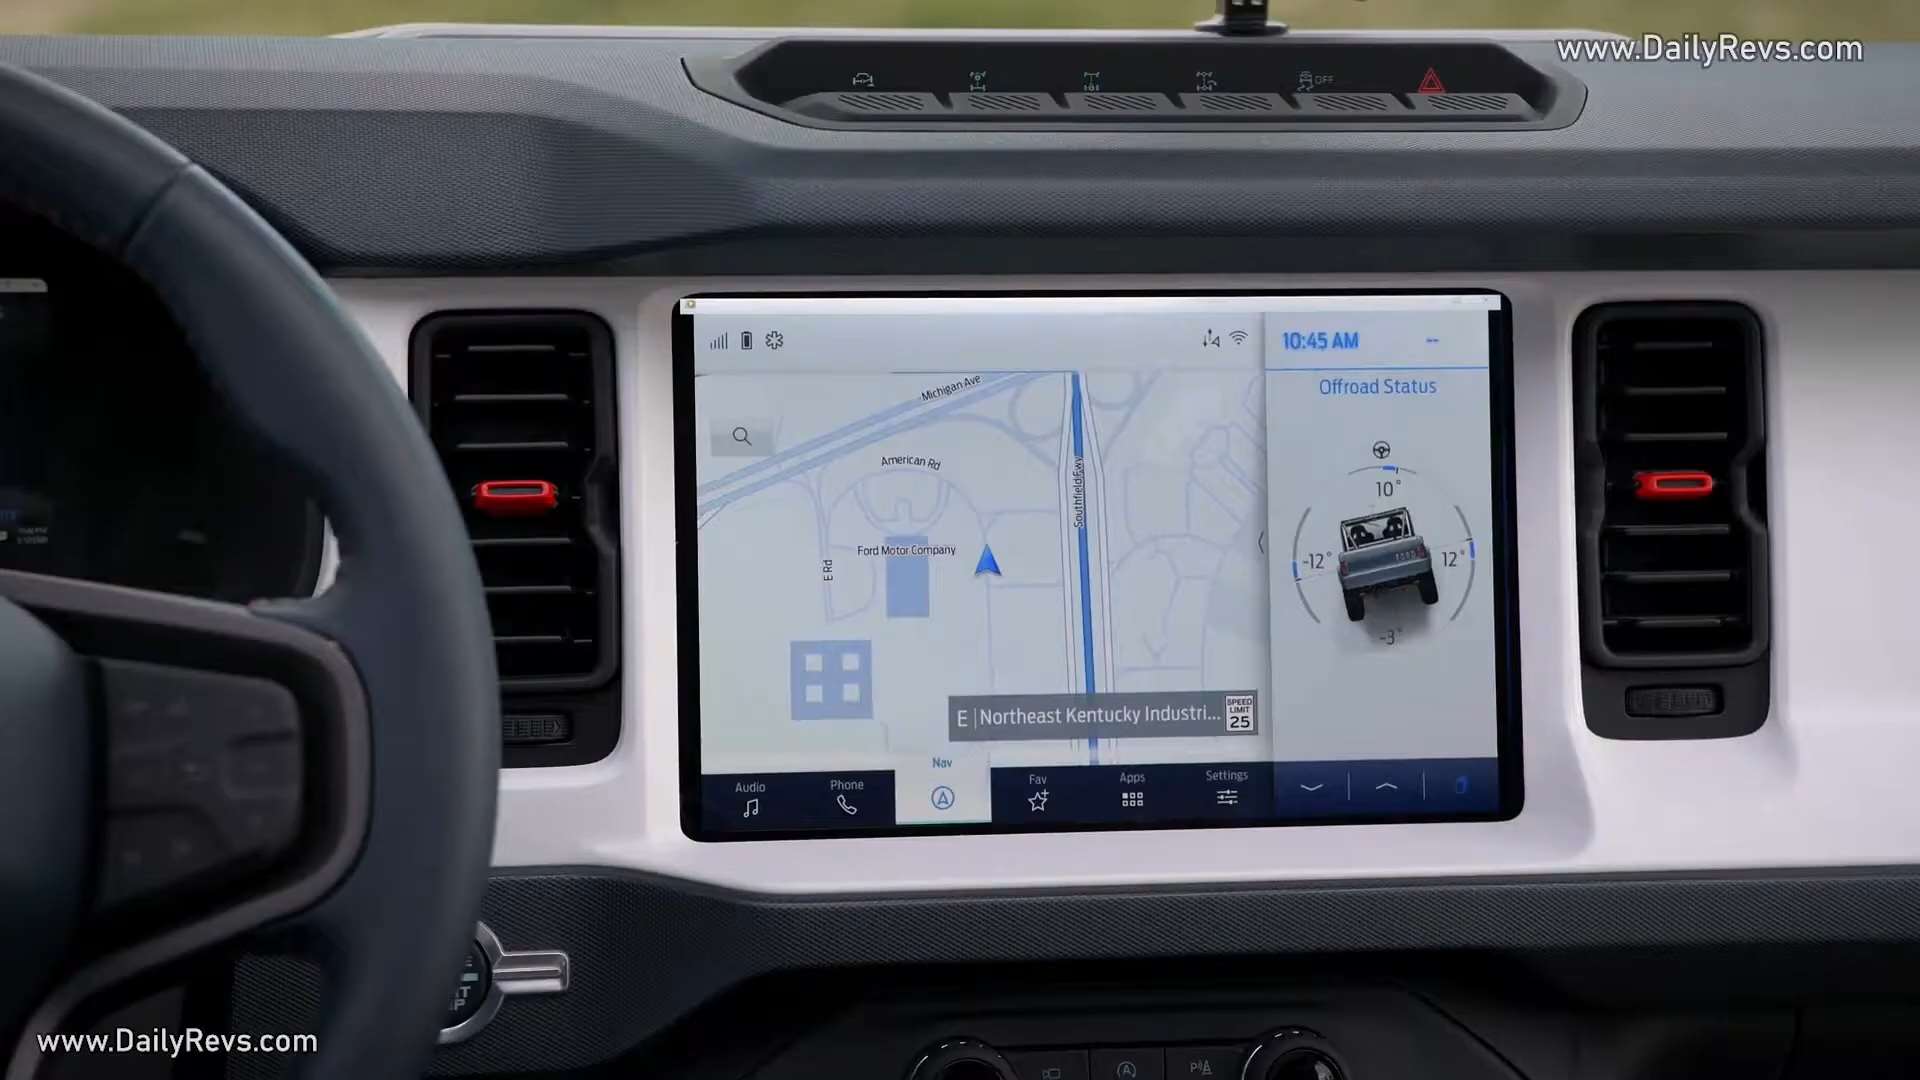 www.DailyRevs.com
OFF
10:45 AM --
Offroad Status
Michigan Ave
American Rd
10°
Southfield Fwy
Ford Motor Company
E Rd
-12°
FORD
12°
-3°
E | Northeast Kentucky Industri...
SPEED
LIMIT
25
Nav
Audio
Phone
Fav
Apps
Settings
www.DailyRevs.com